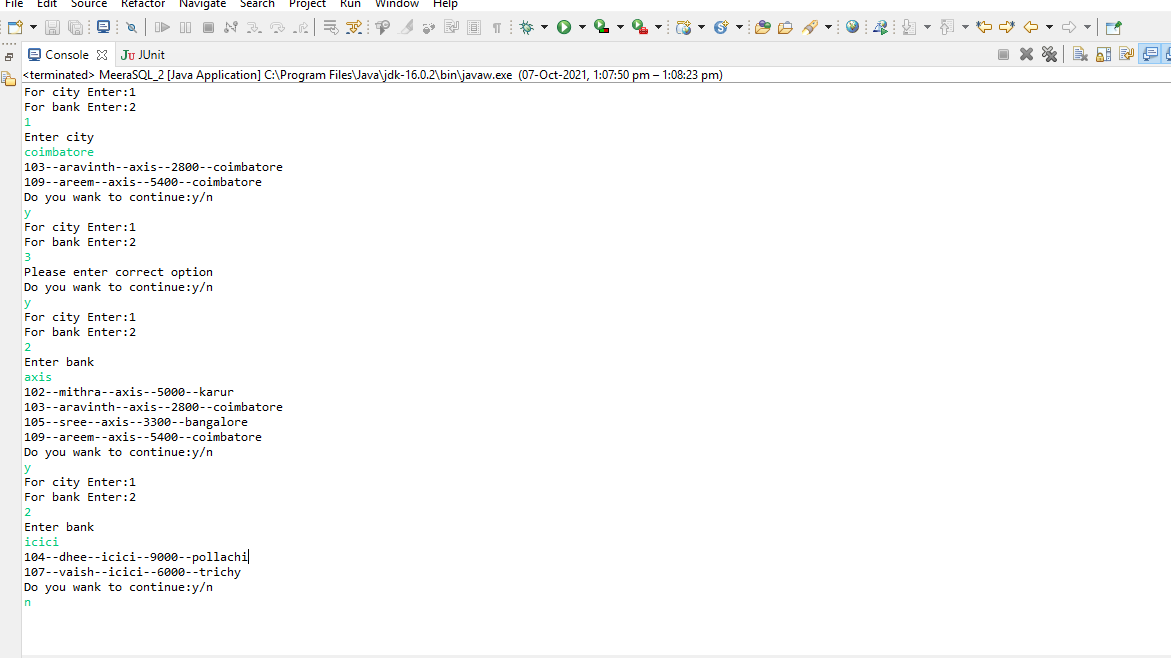 File Edit Source Refactor Navigate Search Project Run Window Help
Console JUnit
<terminated> MeeraSQL_2 [Java Application] C:\Program Files\Java\jdk-16.0.2\bin\javaw.exe (07-Oct-2021, 1:07:50 pm – 1:08:23 pm)
For city Enter:1
For bank Enter:2
1
Enter city
coimbatore
103--aravinth--axis--2800--coimbatore
109--areem--axis--5400--coimbatore
Do you wank to continue:y/n
y
For city Enter:1
For bank Enter:2
3
Please enter correct option
Do you wank to continue:y/n
y
For city Enter:1
For bank Enter:2
2
Enter bank
axis
102--mithra--axis--5000--karur
103--aravinth--axis--2800--coimbatore
105--sree--axis--3300--bangalore
109--areem--axis--5400--coimbatore
Do you wank to continue:y/n
y
For city Enter:1
For bank Enter:2
2
Enter bank
icici
104--dhee--icici--9000--pollachi
107--vaish--icici--6000--trichy
Do you wank to continue:y/n
n